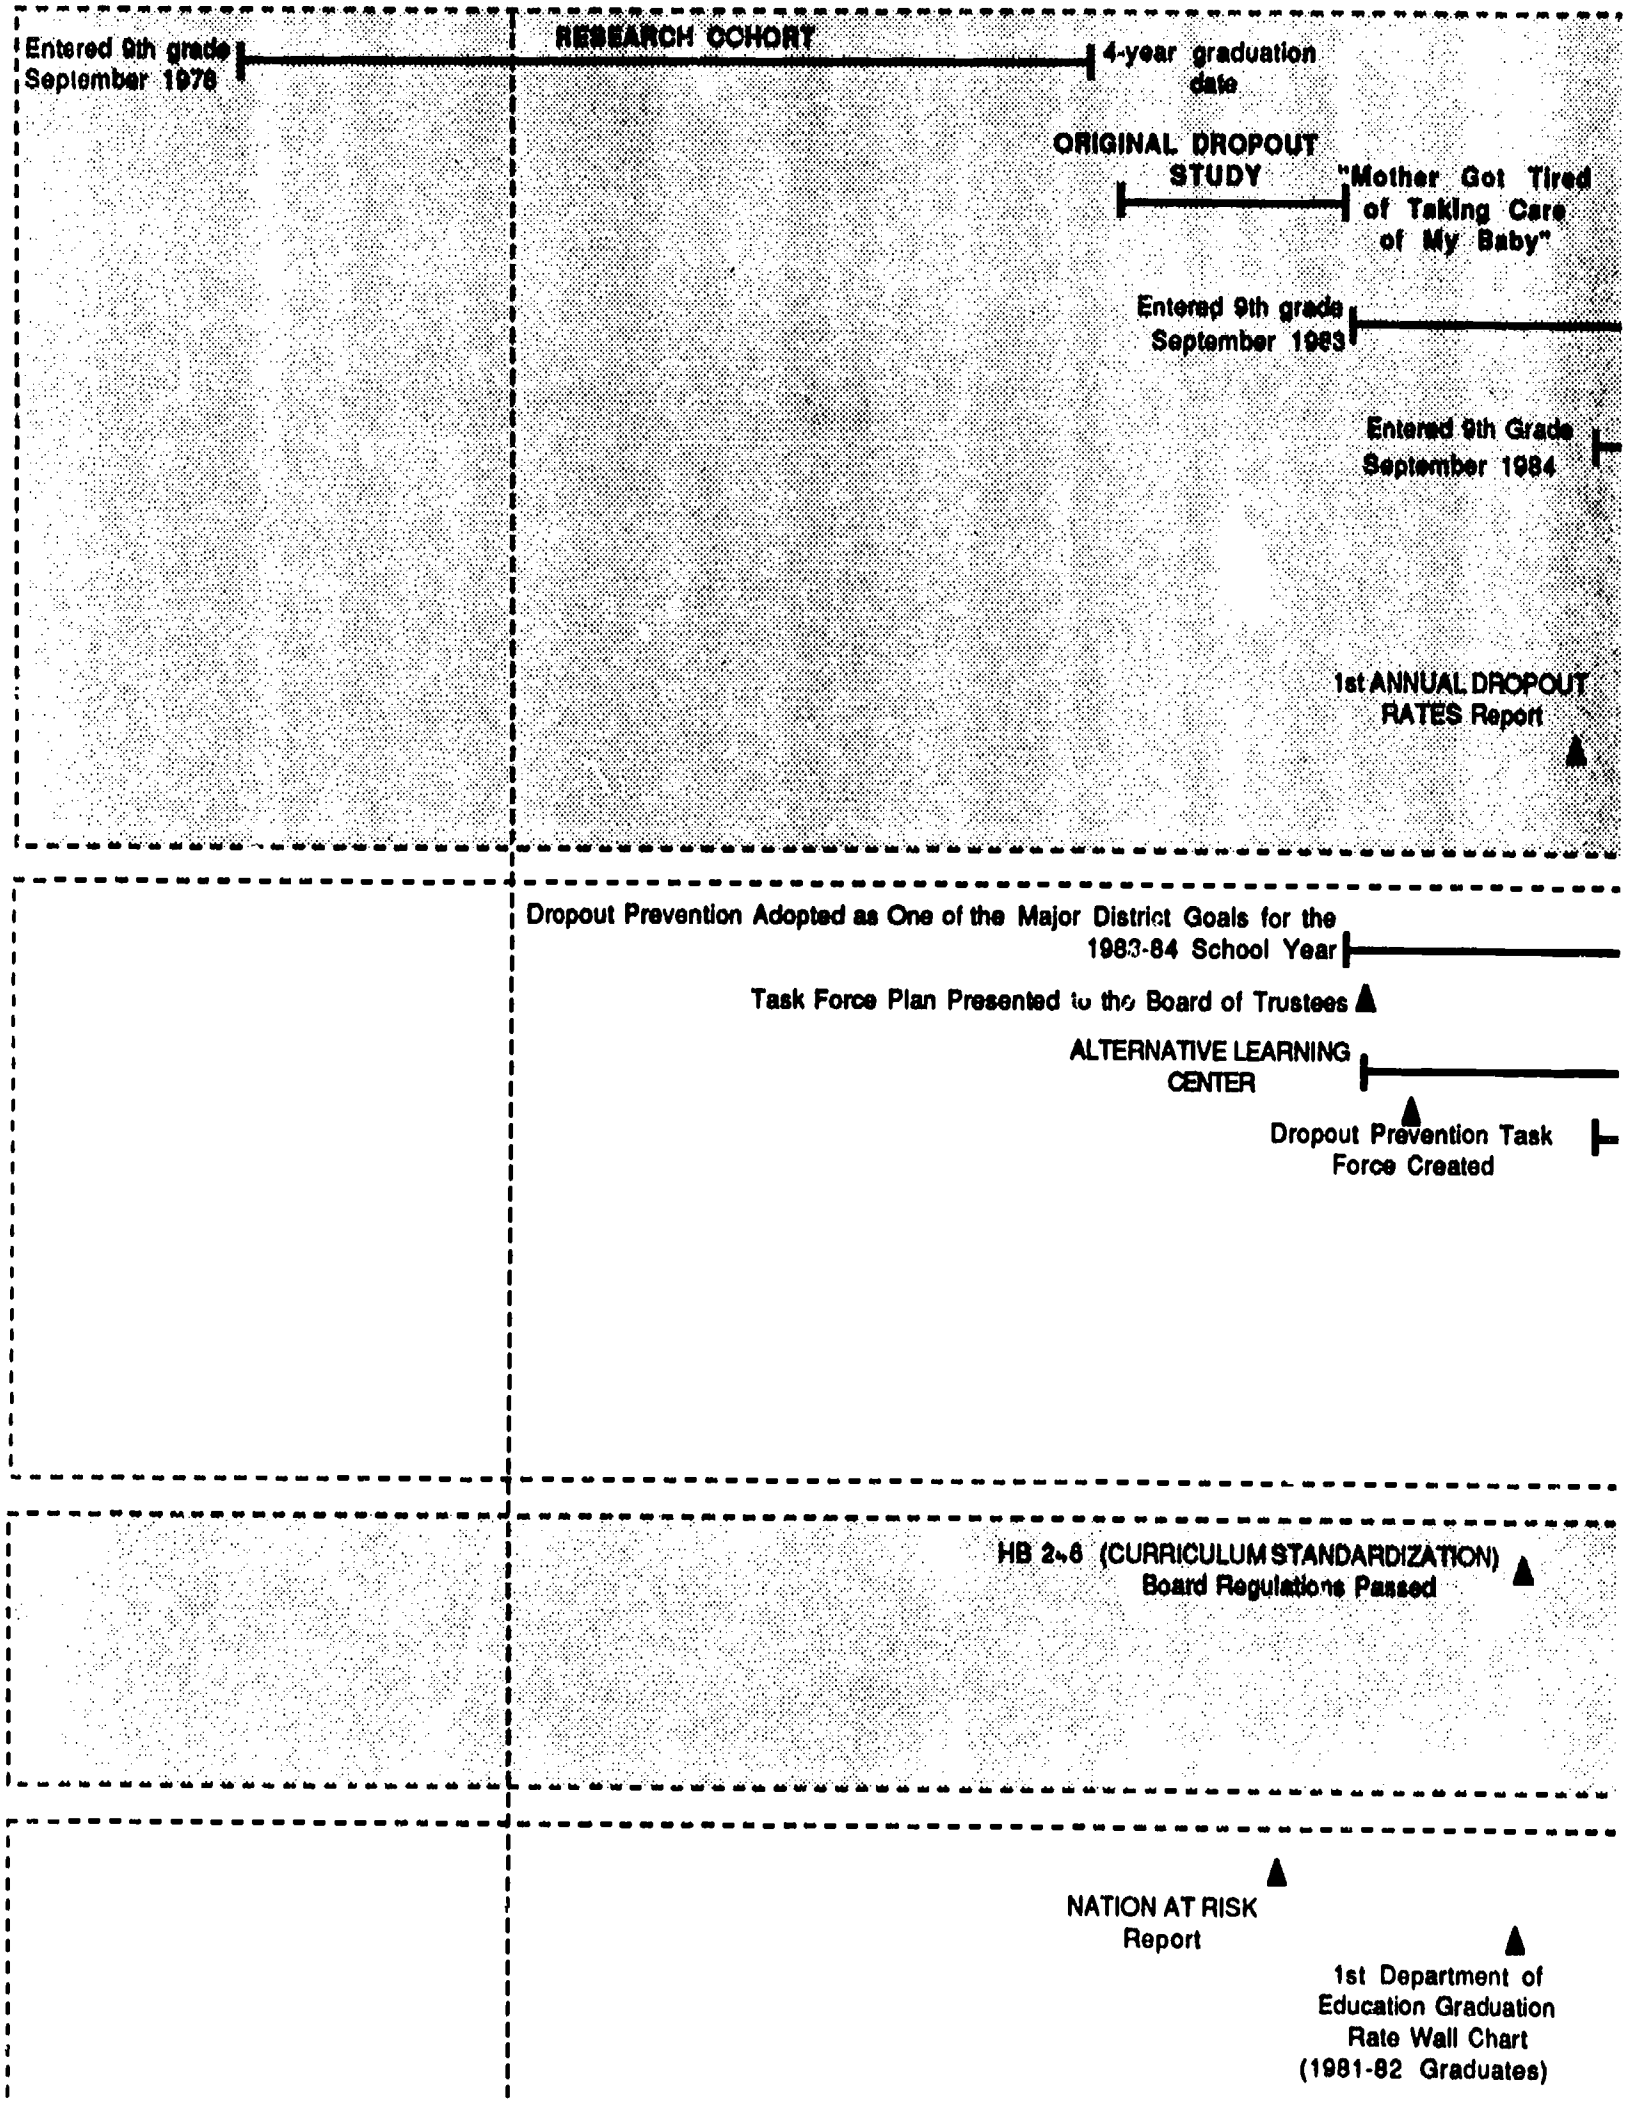 RESEARCH COHORT
Entered 9th grade
September 1978
4-year graduation
date
ORIGINAL DROPOUT
STUDY
"Mother Got Tired
of Taking Care
of My Baby"
Entered 9th grade
September 1983
Entered 9th Grade
September 1984
1st ANNUAL DROPOUT
RATES Report
Dropout Prevention Adopted as One of the Major District Goals for the
1983-84 School Year
Task Force Plan Presented to the Board of Trustees
ALTERNATIVE LEARNING
CENTER
Dropout Prevention Task
Force Created
HB (CURRICULUM STANDARDIZATION)
Board Regulations Passed
NATION AT RISK
Report
1st Department of
Education Graduation
Rate Wall Chart
(1981-82 Graduates)